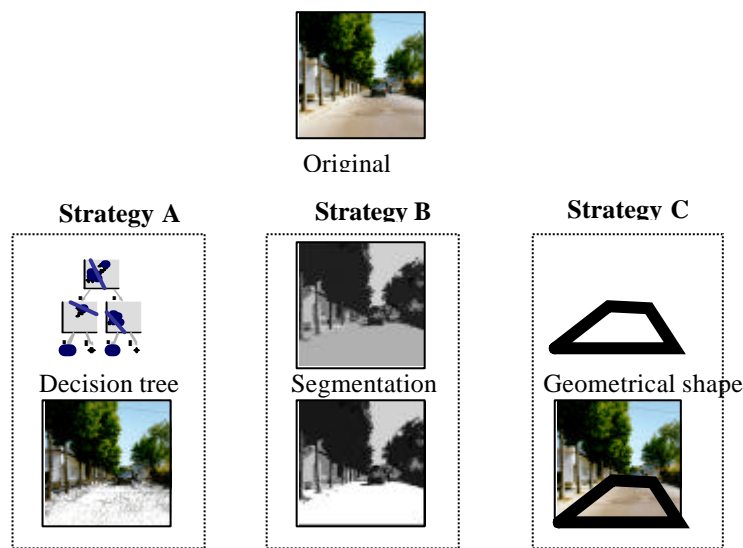 Original
Strategy A
Strategy B
Strategy C
Decision tree
Segmentation
Geometrical shape